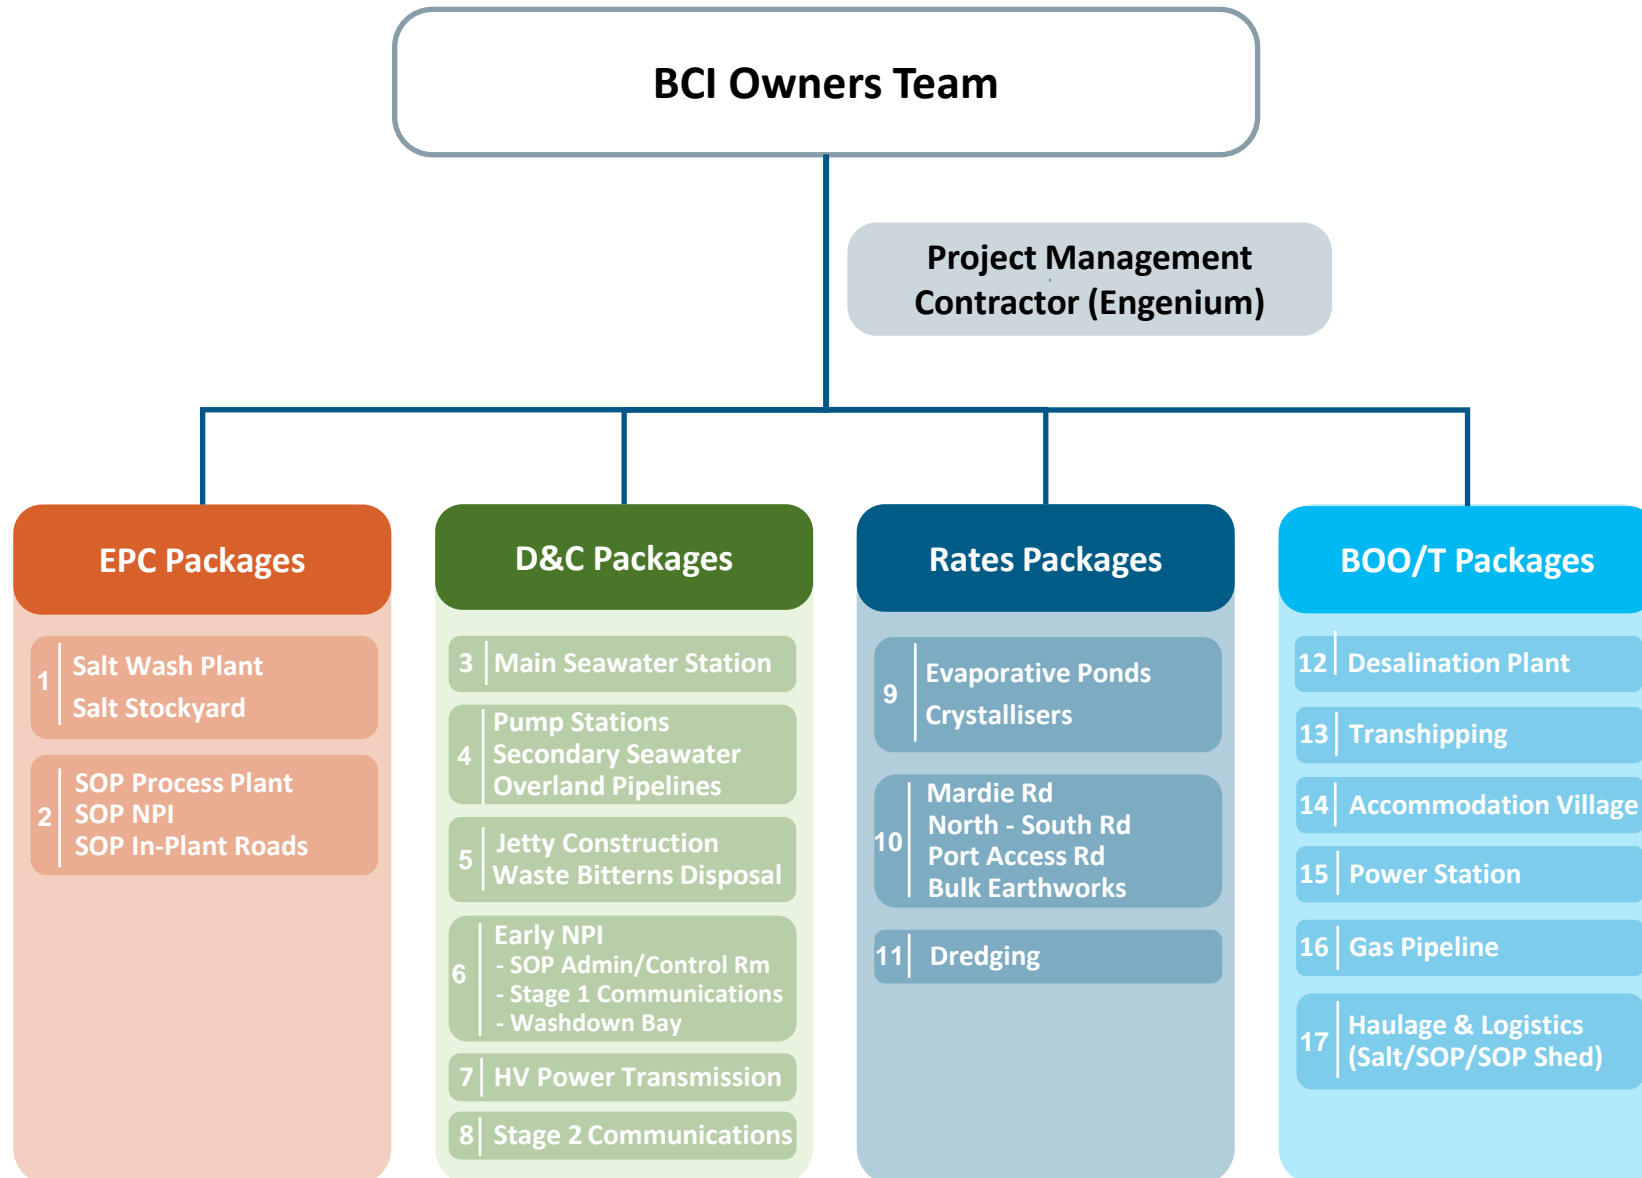 BCI Owners Team
Project Management
Contractor (Engenium)
EPC Packages
1
Salt Wash Plant
Salt Stockyard
2
SOP Process Plant
SOP NPI
SOP In-Plant Roads
D&C Packages
3 Main Seawater Station
4
Pump Stations
Secondary Seawater
Overland Pipelines
5
Jetty Construction
Waste Bitterns Disposal
6
Early NPI
- SOP Admin/Control Rm
- Stage 1 Communications
- Washdown Bay
7 HV Power Transmission
8 Stage 2 Communications
Rates Packages
9
Evaporative Ponds
Crystallisers
10
Mardie Rd
North - South Rd
Port Access Rd
Bulk Earthworks
11 Dredging
BOO/T Packages
12 Desalination Plant
13 Transhipping
14 Accommodation Village
15 Power Station
16 Gas Pipeline
17
Haulage & Logistics
(Salt/SOP/SOP Shed)